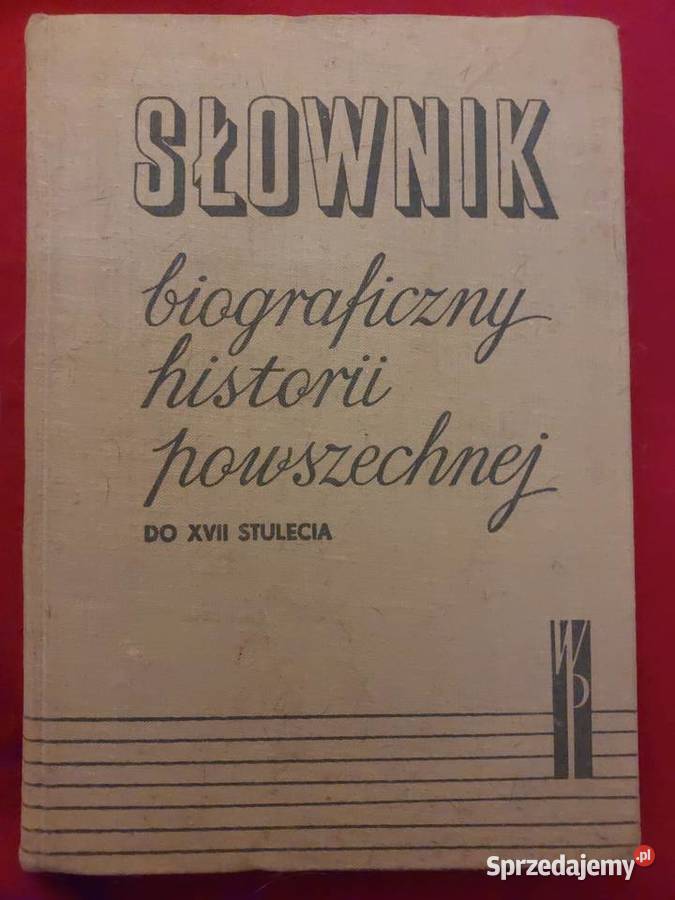 SŁOWNIK
biograficzny
historii
powszechnej
DO XVII STULECIA
WP
Sprzedajemy.pl